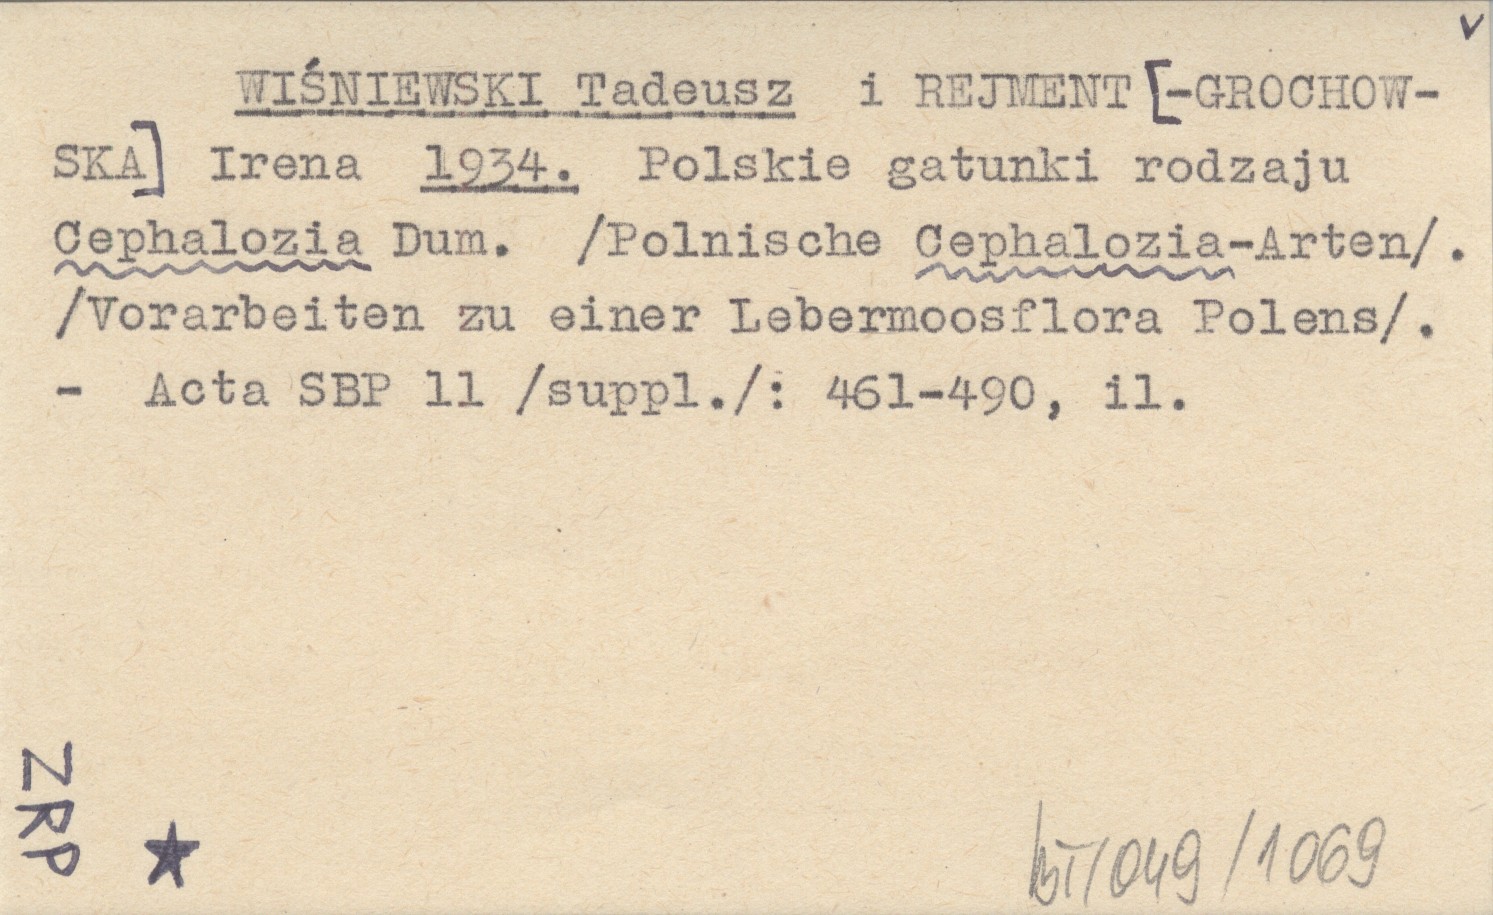 v
WIŚNIEWSKI Tadeusz i REJMENT [-GROCHOW-
SKA] Irena 1934. Polskie gatunki rodzaju
Cephalozia Dum. /Polnische Cephalozia-Arten/.
/Vorarbeiten zu einer Lebermoosflora Polens/.
- Acta SBP 11 /suppl./: 461-490, il.
ZRP
/049/1069